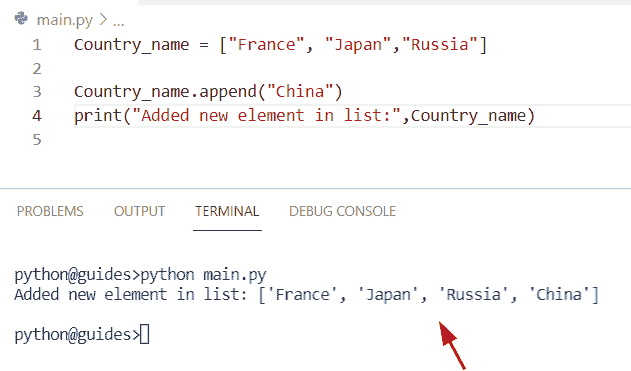 main.py > ...
1 Country_name = ["France", "Japan","Russia"]
2
3 Country_name.append("China")
4 print("Added new element in list:",Country_name)
5
PROBLEMS OUTPUT TERMINAL DEBUG CONSOLE
python@guides>python main.py
Added new element in list: ['France', 'Japan', 'Russia', 'China']
python@guides>